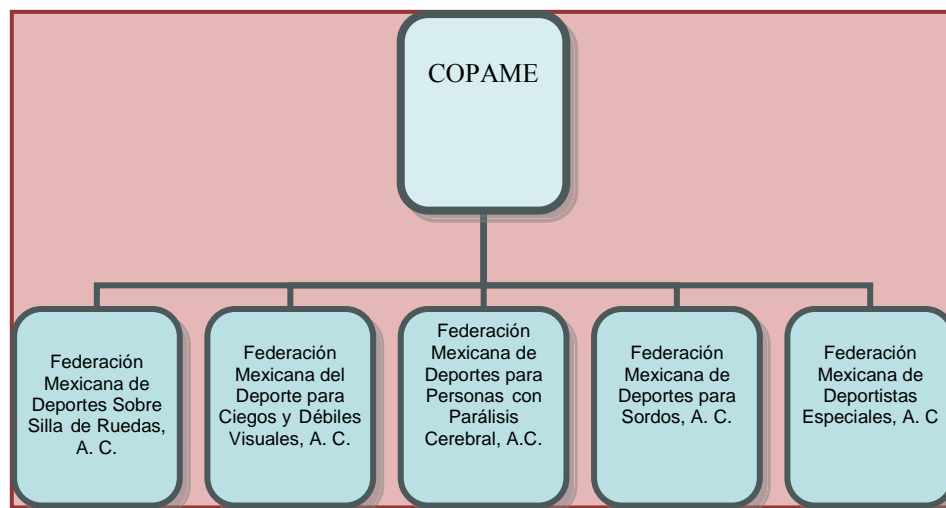 COPAME
Federación
Mexicana de
Deportes Sobre
Silla de Ruedas,
A. C.
Federación
Mexicana del
Deporte para
Ciegos y Débiles
Visuales, A. C.
Federación
Mexicana de
Deportes para
Personas con
Parálisis
Cerebral, A.C.
Federación
Mexicana de
Deportes para
Sordos, A. C.
Federación
Mexicana de
Deportistas
Especiales, A. C